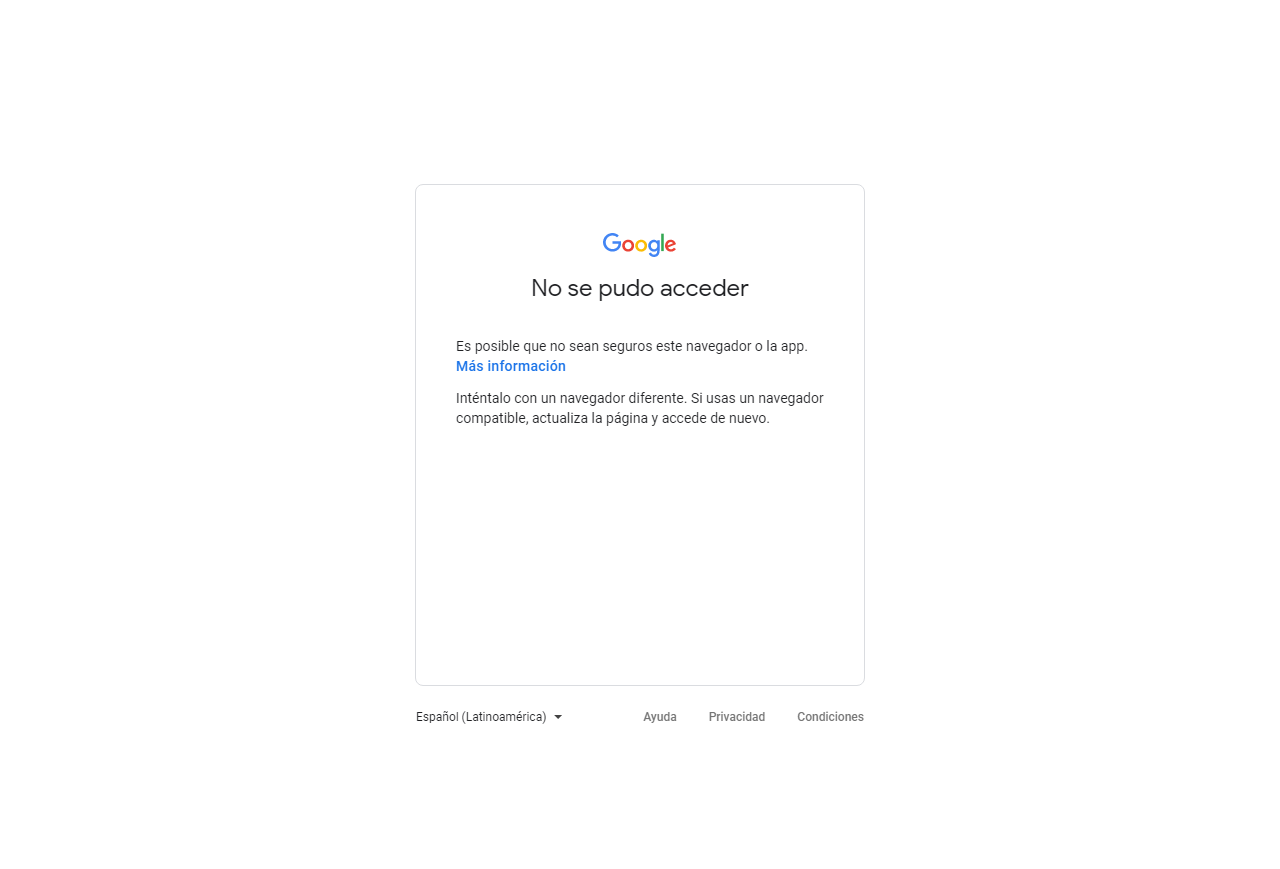 Google
No se pudo acceder
Es posible que no sean seguros este navegador o la app.
Más información
Inténtalo con un navegador diferente. Si usas un navegador
compatible, actualiza la página y accede de nuevo.
Español (Latinoamérica) Ayuda Privacidad Condiciones